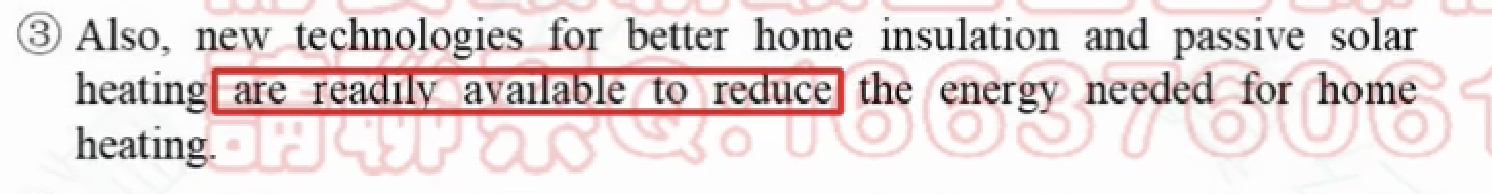 ③ Also, new technologies for better home insulation and passive solar
heating are readily available to reduce the energy needed for home
heating.